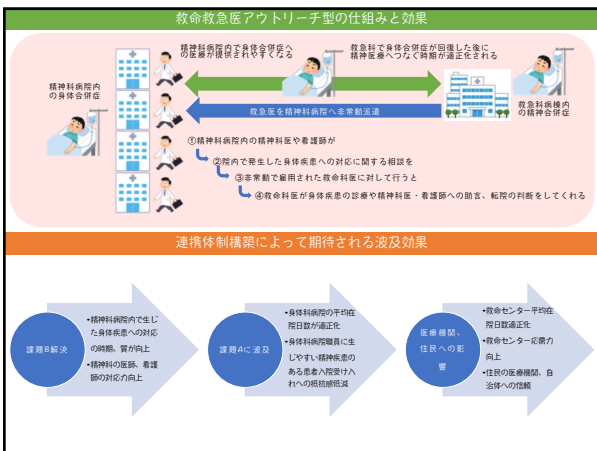 救命救急医アウトリーチ型の仕組みと効果
精神科病院内で身体合併症へ
の医療が提供されやすくなる
救急科で身体合併症が回復した後に
精神医療へつなぐ時期が適正化される
精神科病院内
の身体合併症
救急医を精神科病院へ非常勤派遣
救急科病棟内
の精神合併症
①精神科病院内の精神科医や看護師が
②院内で発生した身体疾患への対応に関する相談を
③非常勤で雇用された救命科医に対して行うと
④救命科医が身体疾患の診療や精神科医・看護師への助言、転院の判断をしてくれる
連携体制構築によって期待される波及効果
課題B解決
•精神科病院内で生じ
た身体疾患への対応
の時期、質が向上
•精神科の医師、看護
師の対応力向上
課題Aに波及
•身体科病院の平均在
院日数が適正化
•身体科病院職員に生
じやすい精神疾患の
ある患者入院受け入
れへの抵抗感低減
医療機関、
住民への影
響
•救命センター平均在
院日数適正化
•救命センター応需力
向上
•住民の医療機関、自
治体への信頼